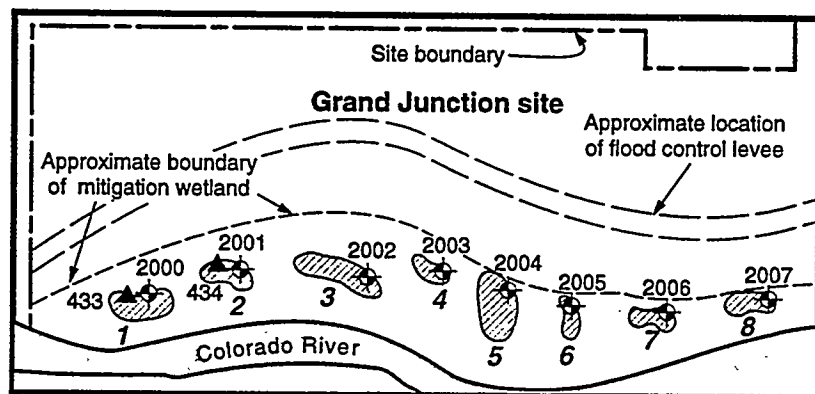 Site boundary
Grand Junction site
Approximate location
of flood control levee
Approximate boundary
of mitigation wetland
2001
2000
2002
2003
2004
2005
2006
2007
433
434
1
2
3
4
5
6
7
8
Colorado River